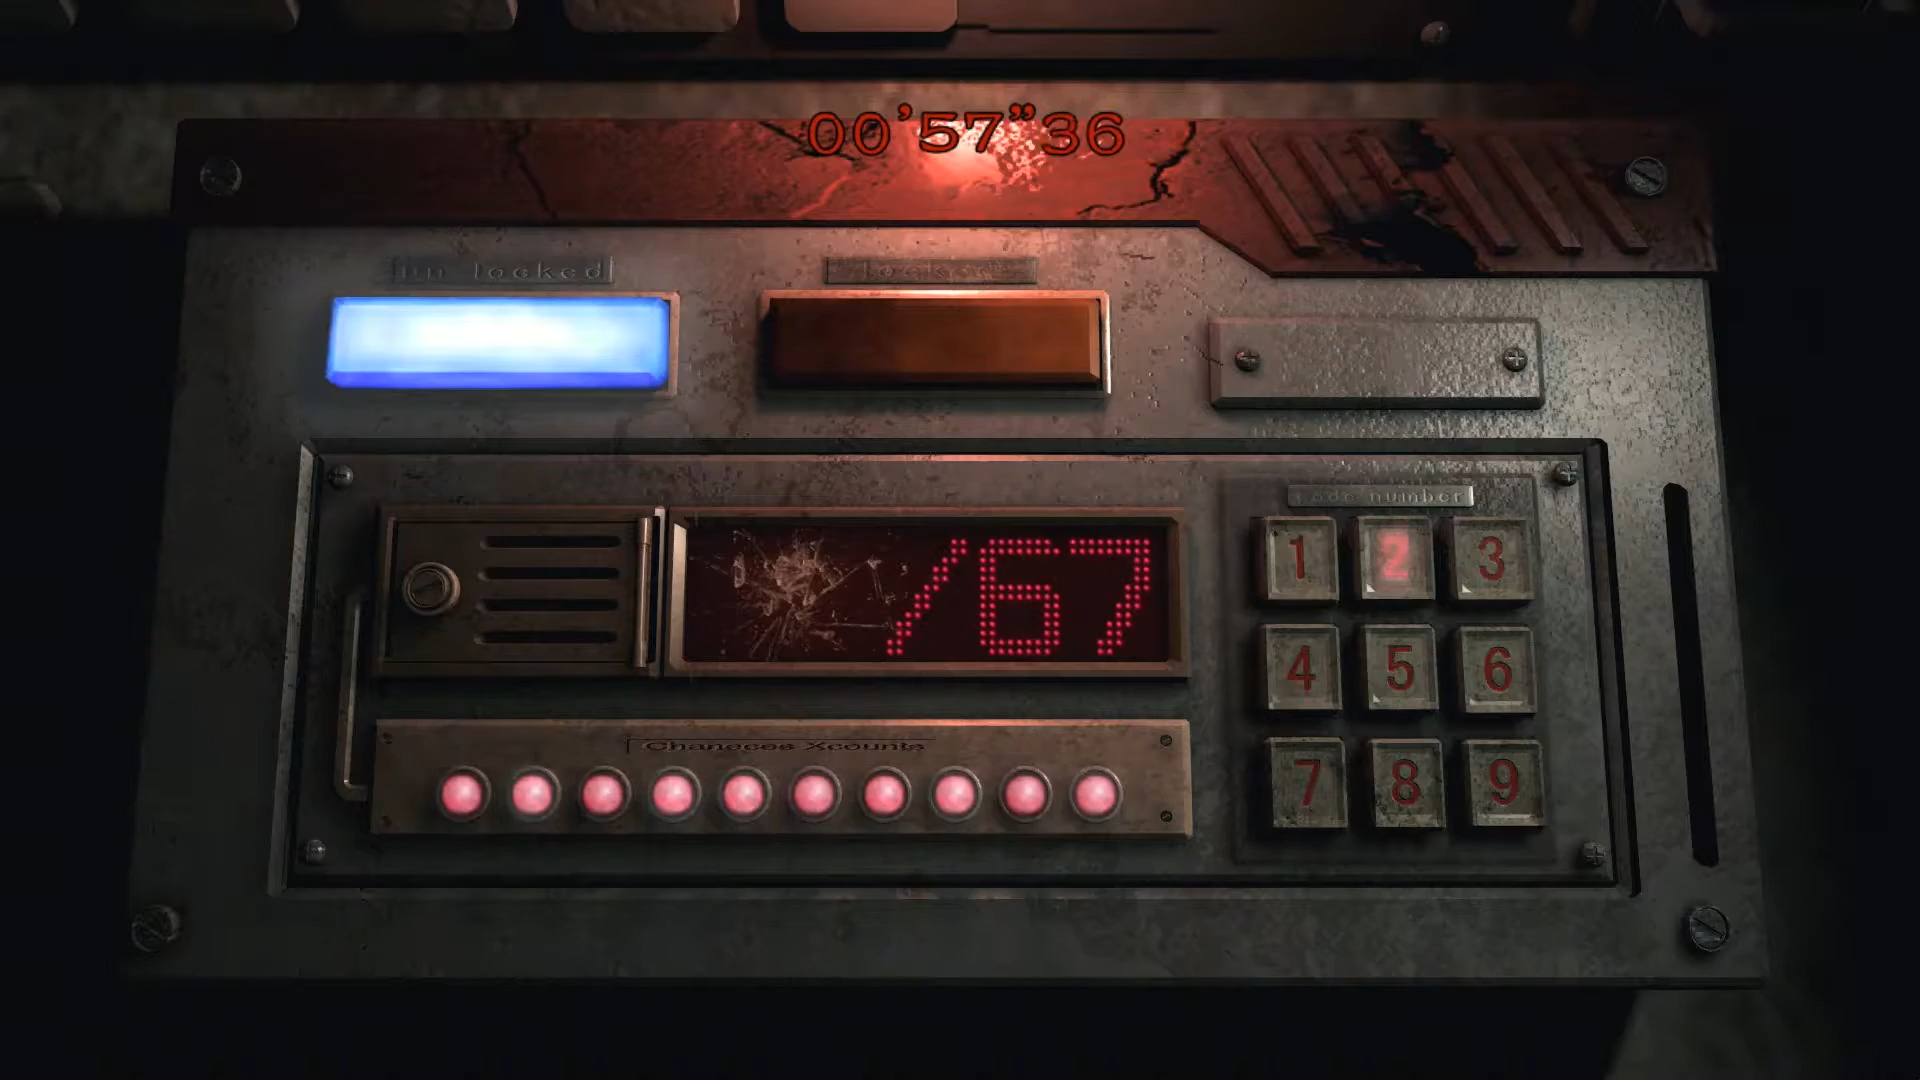 00'57"36
un locked
locked
code number
/67
1 2 3
4 5 6
7 8 9
Chaneces Xcounts